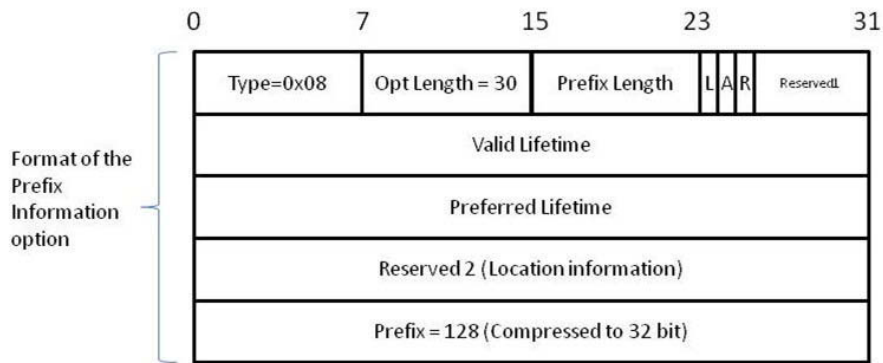 0 7 15 23 31
Type=0x08 Opt Length = 30 Prefix Length L A R Reserved1
Valid Lifetime
Format of the
Prefix
Information
option
Preferred Lifetime
Reserved 2 (Location information)
Prefix = 128 (Compressed to 32 bit)